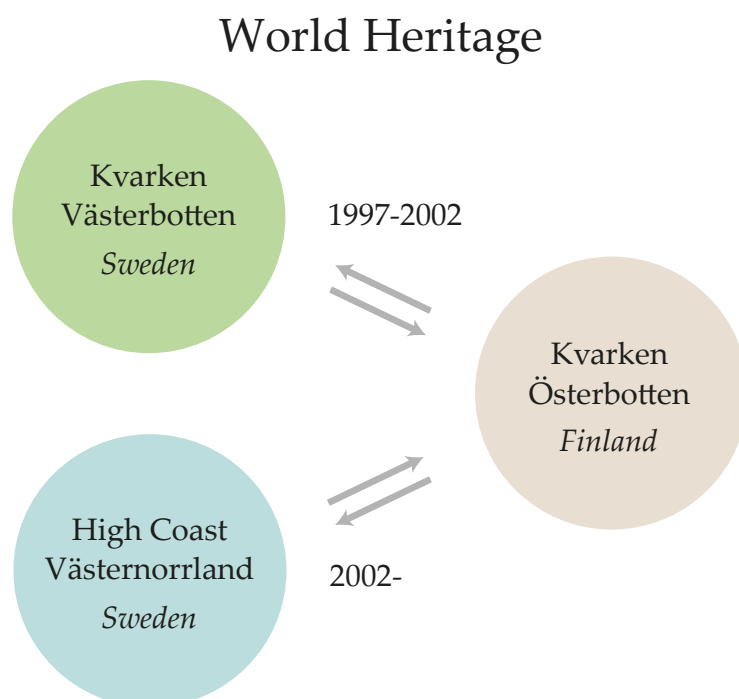 World Heritage
Kvarken
Västerbotten
Sweden
1997-2002
Kvarken
Österbotten
Finland
High Coast
Västernorrland
Sweden
2002-